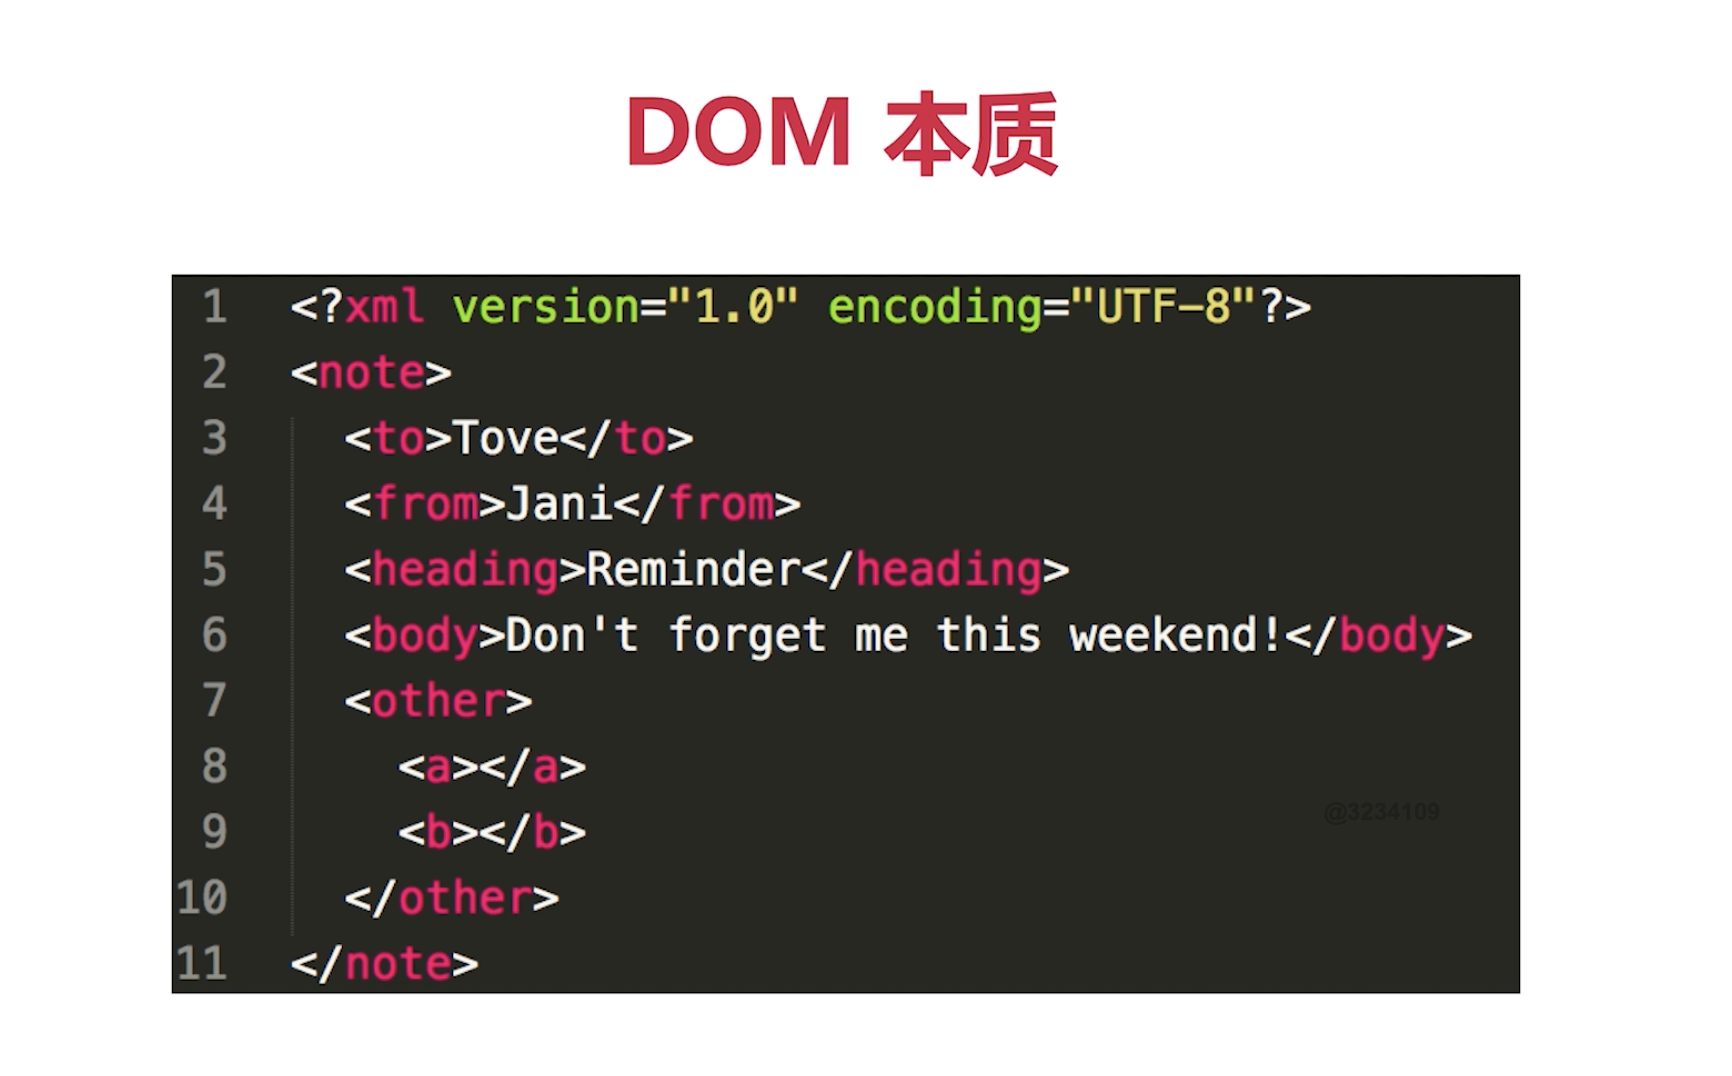 DOM 本质
1 <?xml version="1.0" encoding="UTF-8"?>
2 <note>
3 <to>Tove</to>
4 <from>Jani</from>
5 <heading>Reminder</heading>
6 <body>Don't forget me this weekend!</body>
7 <other>
8 <a></a>
9 <b></b>
@3234109
10 </other>
11 </note>